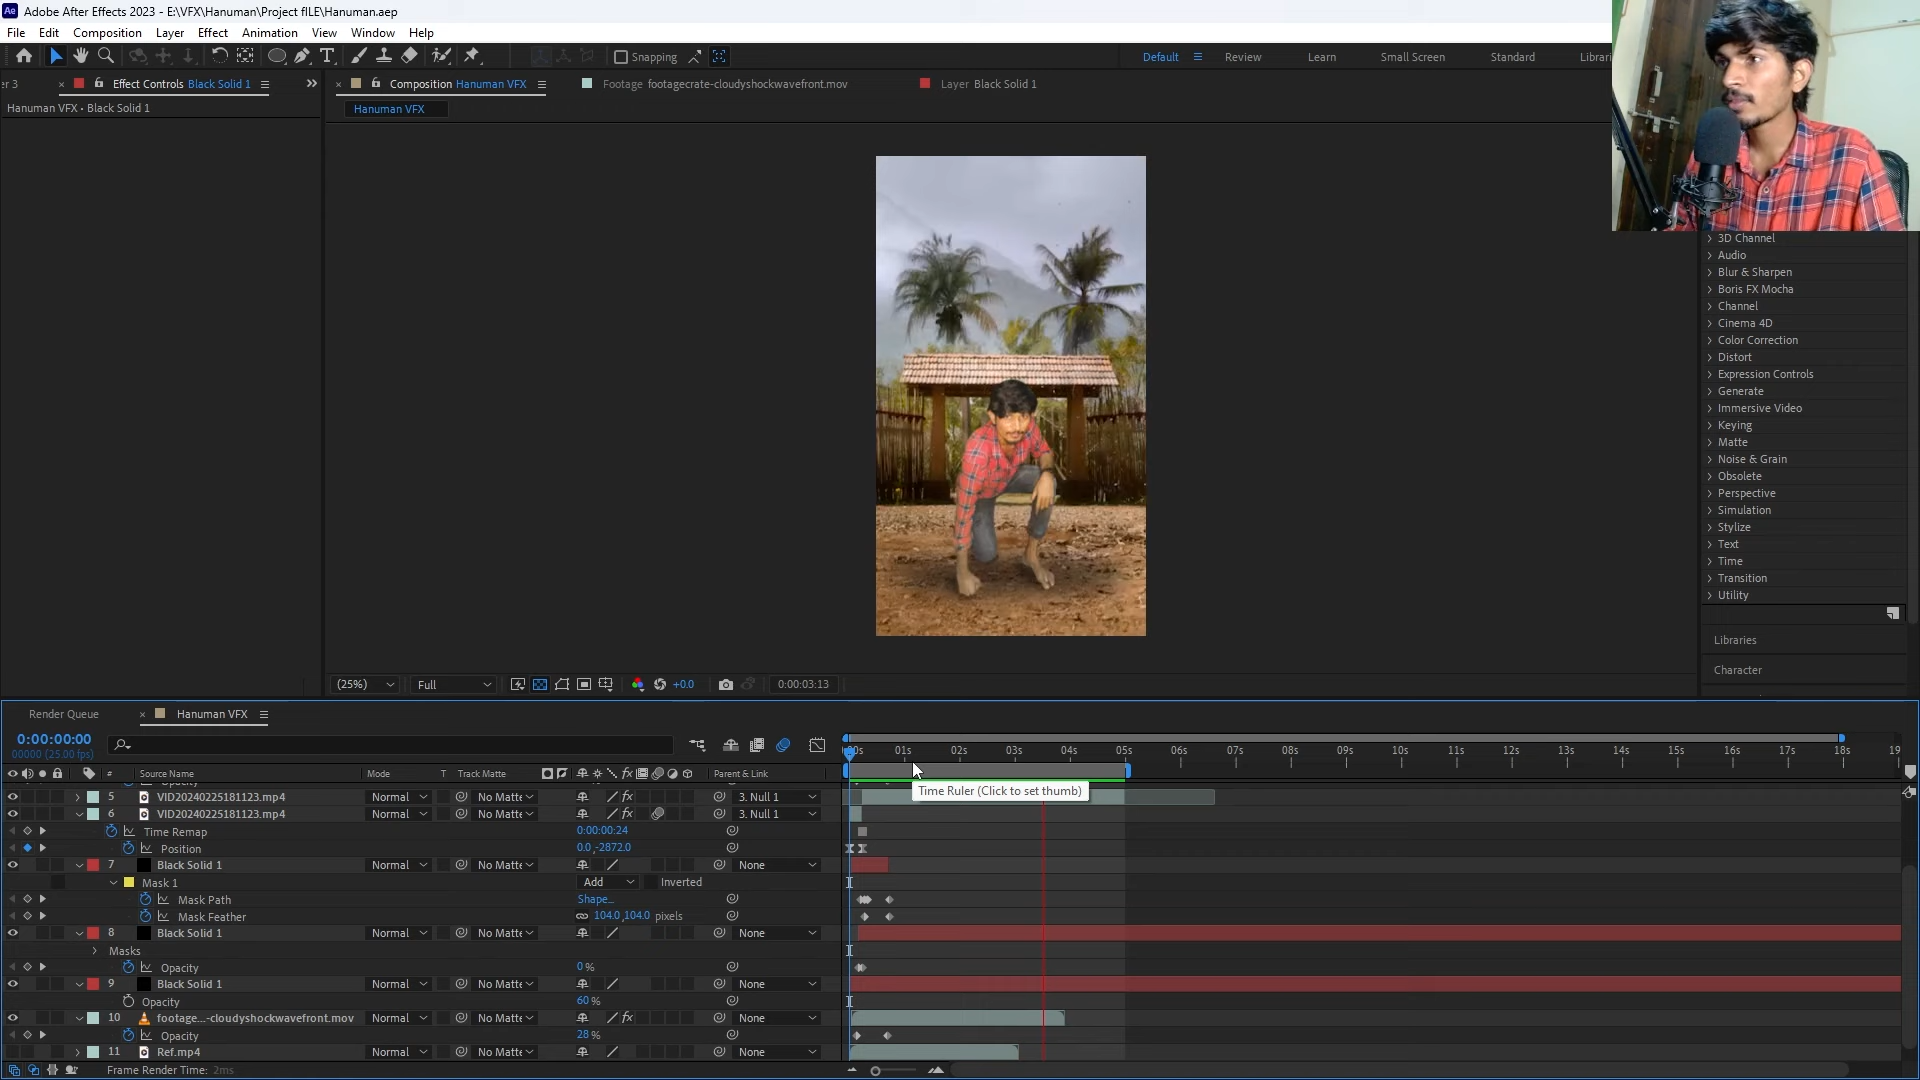 Adobe After Effects 2023 - E:\VFX\Hanuman\Project fILE\Hanuman.aep
File Edit Composition Layer Effect Animation View Window Help
Snapping
Default Review Learn Small Screen Standard
er 3 × Effect Controls Black Solid 1
Composition Hanuman VFX
Footage footagecrate-cloudyshockwavefront.mov
Layer Black Solid 1
Hanuman VFX • Black Solid 1
Hanuman VFX
3D Channel
Audio
Blur & Sharpen
Boris FX Mocha
Channel
Cinema 4D
Color Correction
Distort
Expression Controls
Generate
Immersive Video
Keying
Matte
Noise & Grain
Obsolete
Perspective
Simulation
Stylize
Text
Time
Transition
Utility
Libraries
Character
(25%) Full +0.0 0:00:03:13
Render Queue × Hanuman VFX
0:00:00:00
00000 (25.00 fps)
00s 01s 02s 03s 04s 05s 06s 07s 08s 09s 10s 11s 12s 13s 14s 15s 16s 17s 18s 19
# Source Name Mode T Track Matte Parent & Link
Time Ruler (Click to set thumb)
5 VID20240225181123.mp4 Normal No Matte 3. Null 1
6 VID20240225181123.mp4 Normal No Matte 3. Null 1
Time Remap 0:00:00:24
Position 0.0,-2872.0
7 Black Solid 1 Normal No Matte None
Mask 1 Add Inverted
Mask Path Shape...
Mask Feather 104.0,104.0 pixels
8 Black Solid 1 Normal No Matte None
Masks
Opacity 0%
9 Black Solid 1 Normal No Matte None
Opacity 60%
10 footage...-cloudyshockwavefront.mov Normal No Matte None
Opacity 28%
11 Ref.mp4 Normal No Matte None
Frame Render Time: 2ms